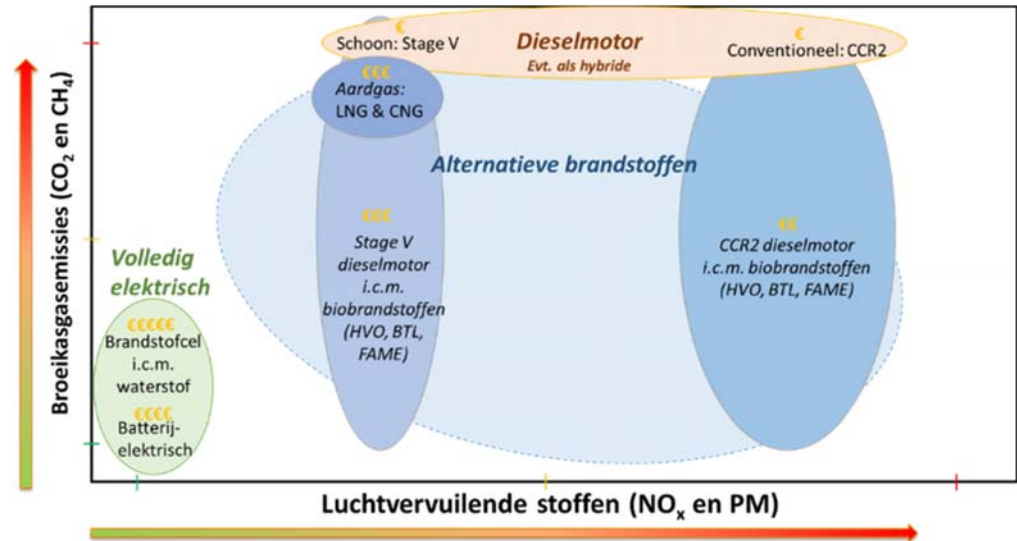 €
Schoon: Stage V
Dieselmotor
Evt. als hybride
€
Conventioneel: CCR2
€€€
Aardgas:
LNG & CNG
Alternatieve brandstoffen
€€€
Stage V
dieselmotor
i.c.m.
biobrandstoffen
(HVO, BTL,
FAME)
€€
CCR2 dieselmotor
i.c.m. biobrandstoffen
(HVO, BTL, FAME)
Volledig
elektrisch
€€€€€
Brandstofcel
i.c.m.
waterstof
€€€€
Batterij-
elektrisch
Broeikasgasemissies (CO₂ en CH₄)
Luchtvervuilende stoffen (NOₓ en PM)